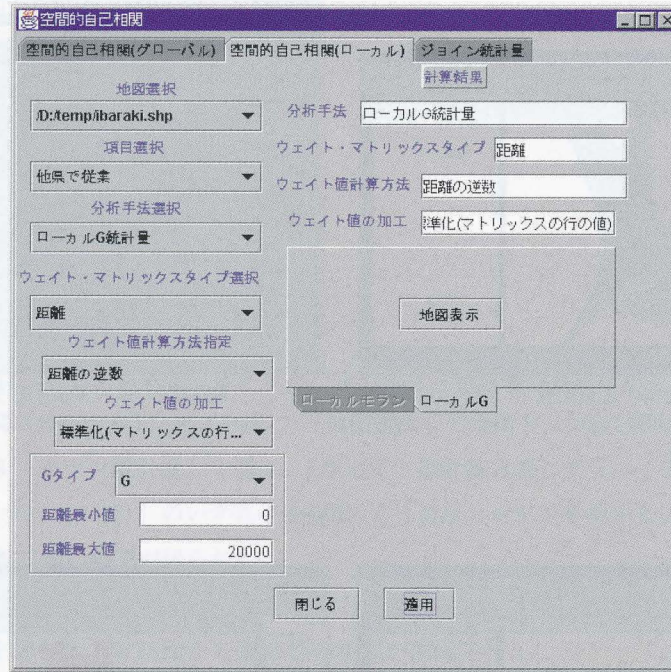 空間的自己相関
空間的自己相関(グローバル) 空間的自己相関(ローカル) ジョイン統計量
地図選択
/D:/temp/ibaraki.shp
項目選択
他県で従業
分析手法選択
ローカルG統計量
ウェイト・マトリックスタイプ選択
距離
ウェイト値計算方法指定
距離の逆数
ウェイト値の加工
標準化(マトリックスの行...
Gタイプ G
距離最小値 0
距離最大値 20000
計算結果
分析手法 ローカルG統計量
ウェイト・マトリックスタイプ 距離
ウェイト値計算方法 距離の逆数
ウェイト値の加工 準化(マトリックスの行の値)
地図表示
ローカルモラン ローカルG
閉じる 適用